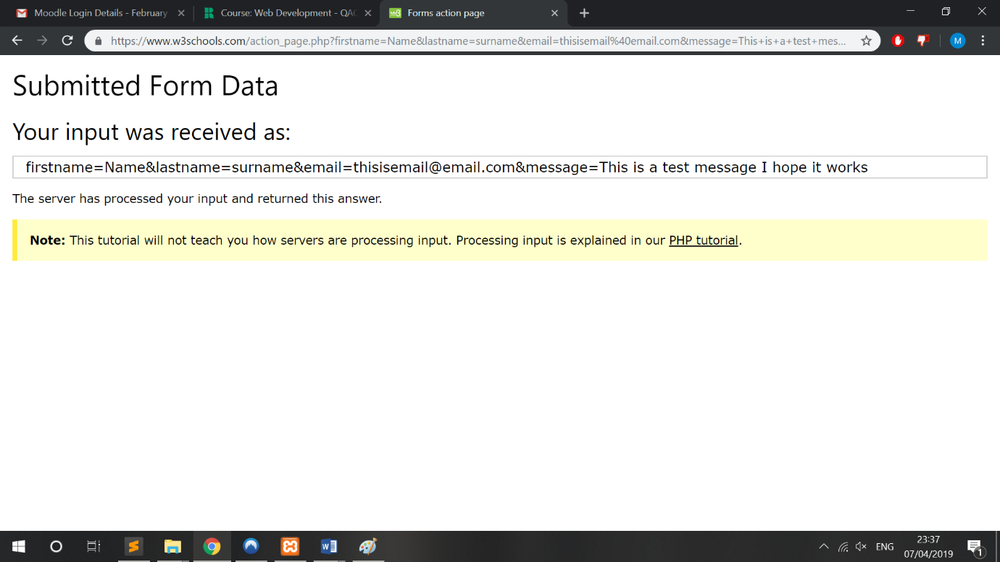 Moodle Login Details - February
Course: Web Development - QAC
Forms action page
https://www.w3schools.com/action_page.php?firstname=Name&lastname=surname&email=thisisemail%40email.com&message=This+is+a+test+mes...
M
Submitted Form Data
Your input was received as:
firstname=Name&lastname=surname&email=thisisemail@email.com&message=This is a test message I hope it works
The server has processed your input and returned this answer.
Note: This tutorial will not teach you how servers are processing input. Processing input is explained in our PHP tutorial.
ENG
23:37
07/04/2019
1